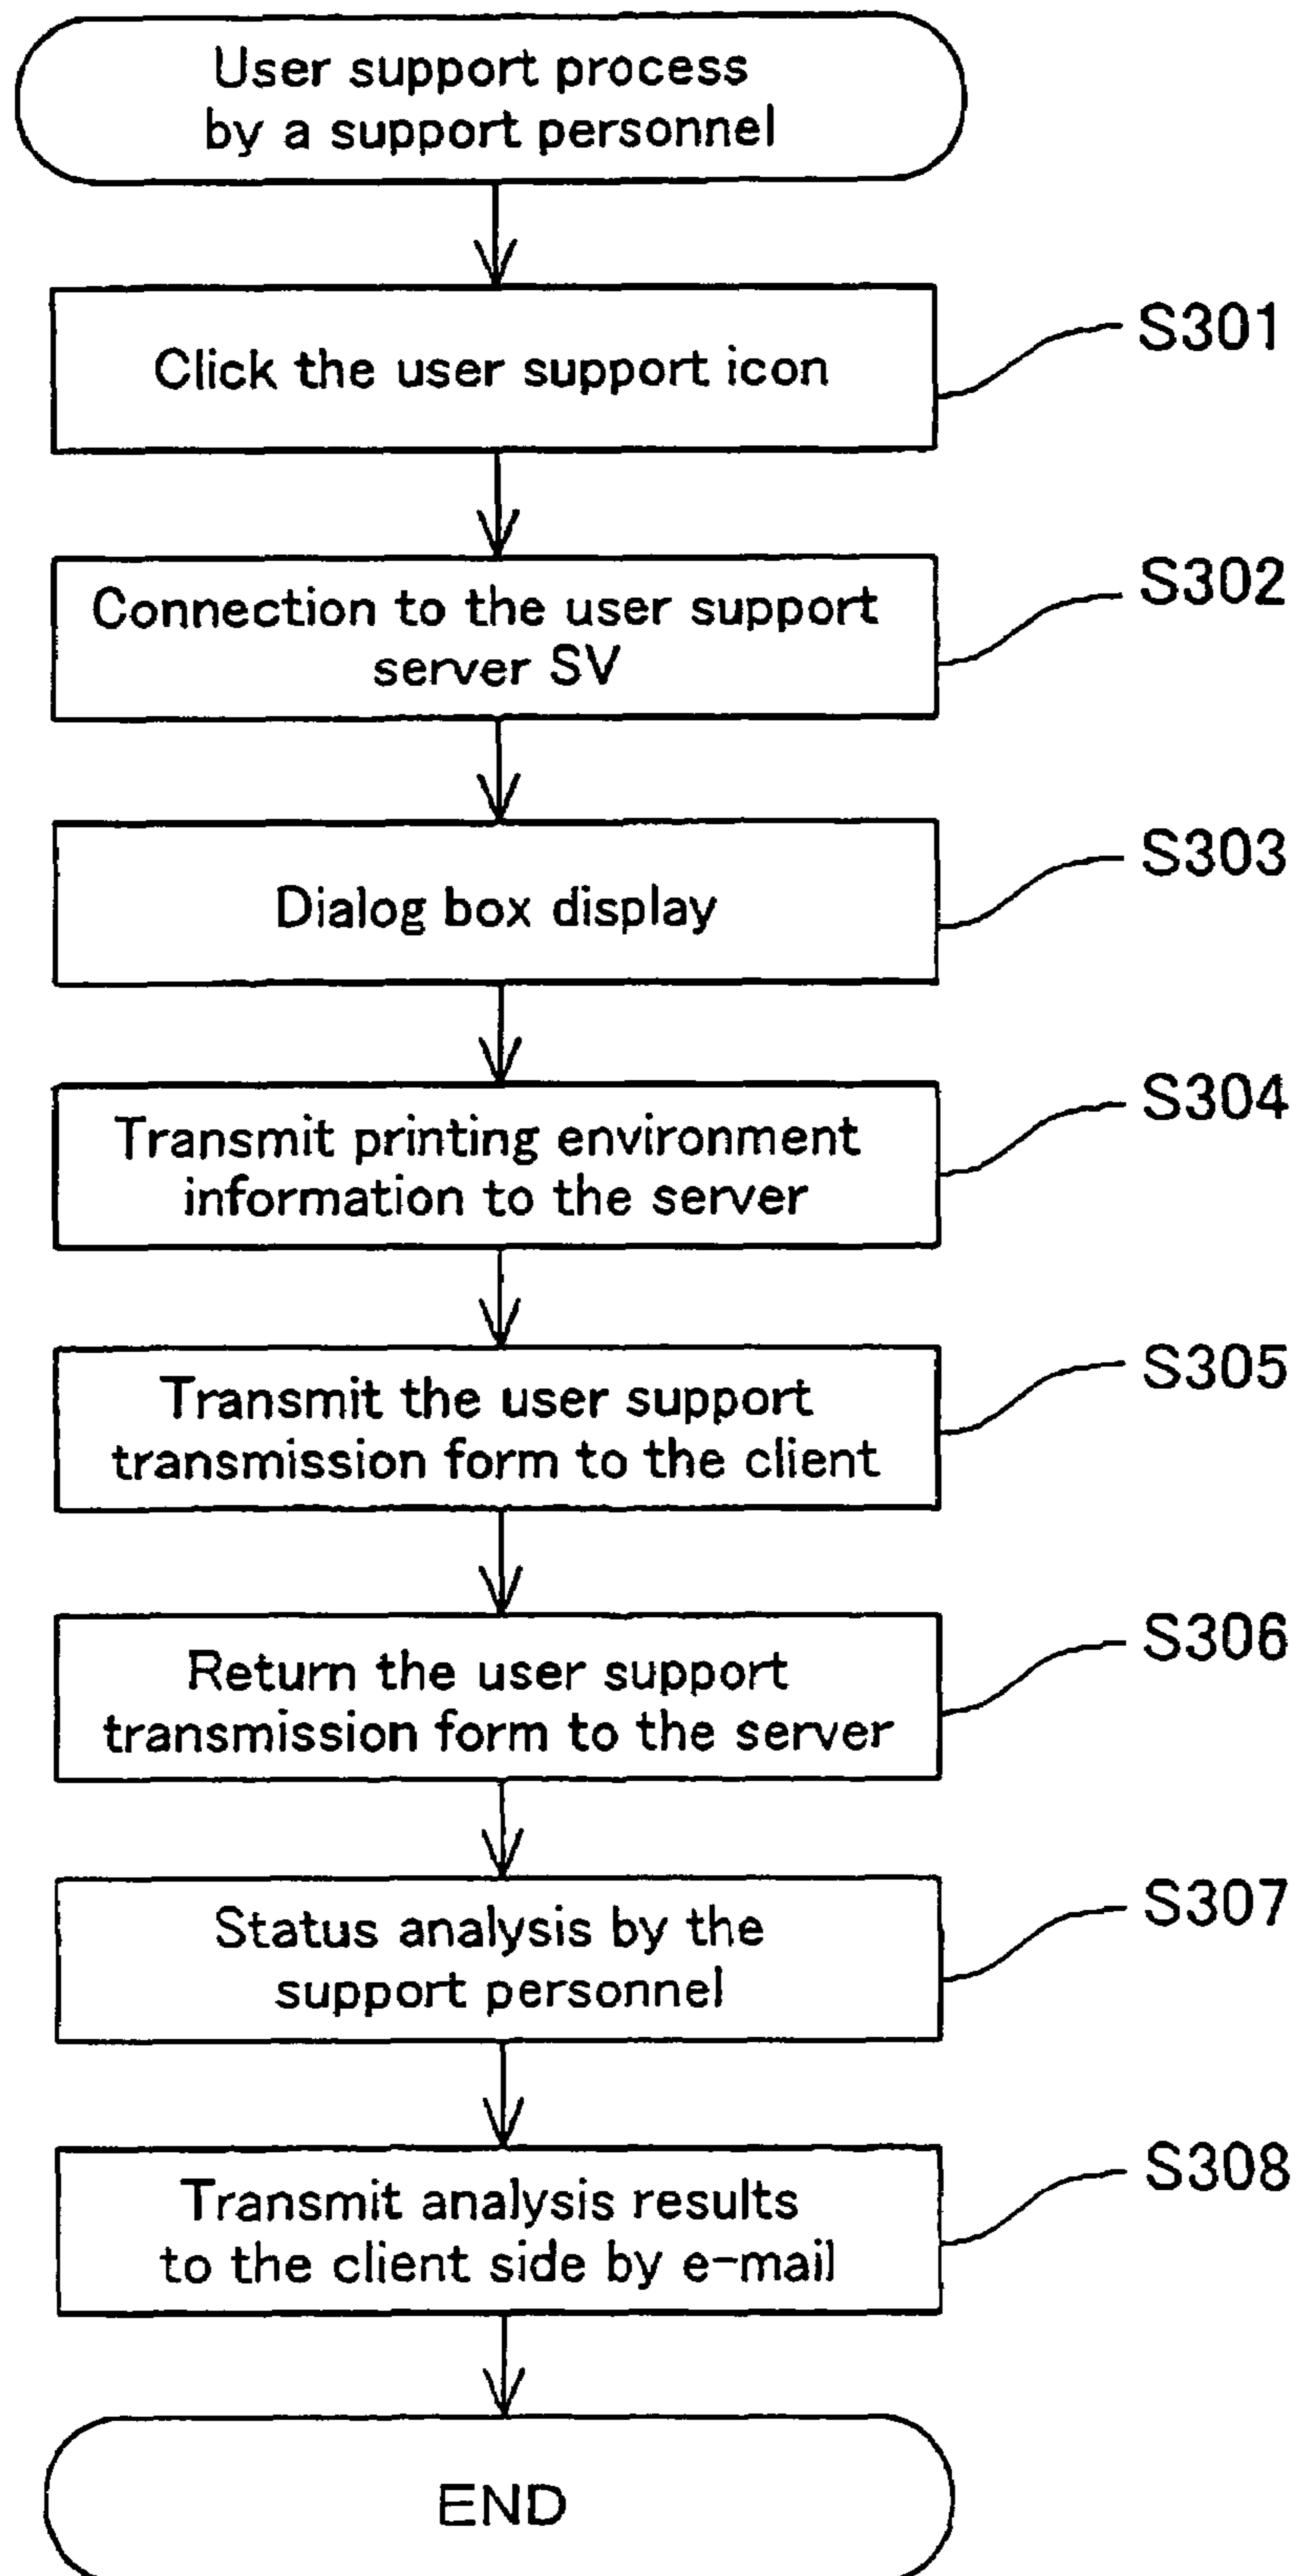 User support process
by a support personnel
Click the user support icon
S301
Connection to the user support
server SV
S302
Dialog box display
S303
Transmit printing environment
information to the server
S304
Transmit the user support
transmission form to the client
S305
Return the user support
transmission form to the server
S306
Status analysis by the
support personnel
S307
Transmit analysis results
to the client side by e-mail
S308
END